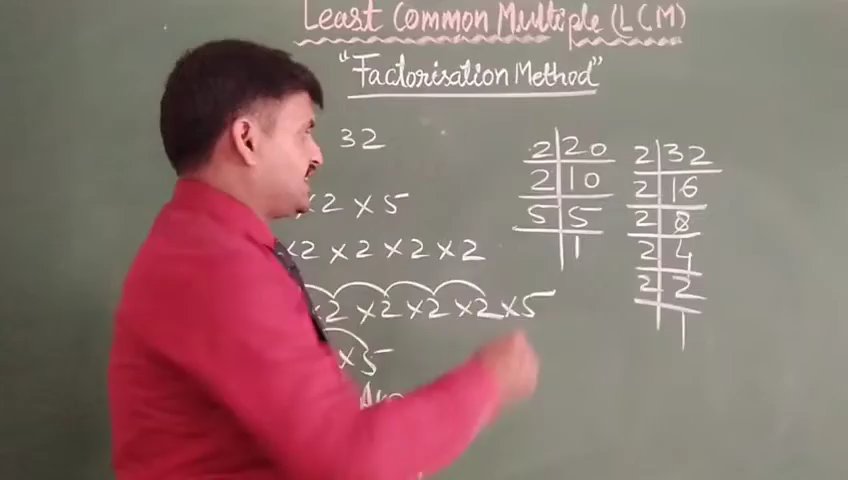 Least Common Multiple (LCM)
"Factorisation Method"
32
×2 × 5
×2 × 2 × 2 × 2
×2 ×2 ×2 ×2 ×5
× 5
2 | 20
2 | 10
5 | 5
1
2 | 32
2 | 16
2 | 8
2 | 4
2 | 2
1